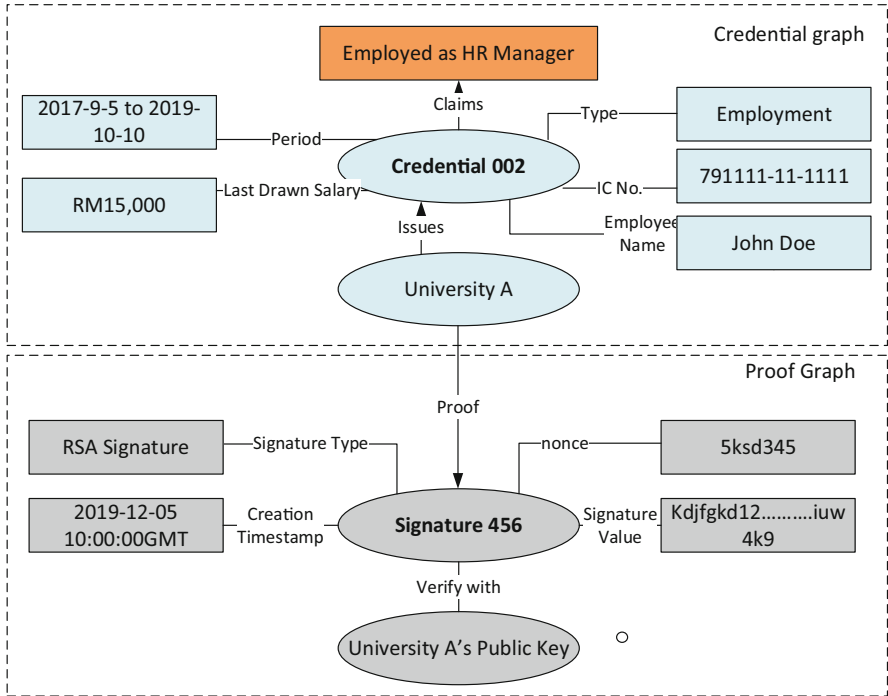 Credential graph
Employed as HR Manager
Claims
2017-9-5 to 2019-
10-10
Period
Type
Employment
Credential 002
IC No.
791111-11-1111
RM15,000
Last Drawn Salary
Employee
Name
John Doe
Issues
University A
Proof Graph
Proof
RSA Signature
Signature Type
nonce
5ksd345
2019-12-05
10:00:00GMT
Creation
Timestamp
Signature 456
Signature
Value
Kdjfgkd12……….iuw
4k9
Verify with
University A's Public Key